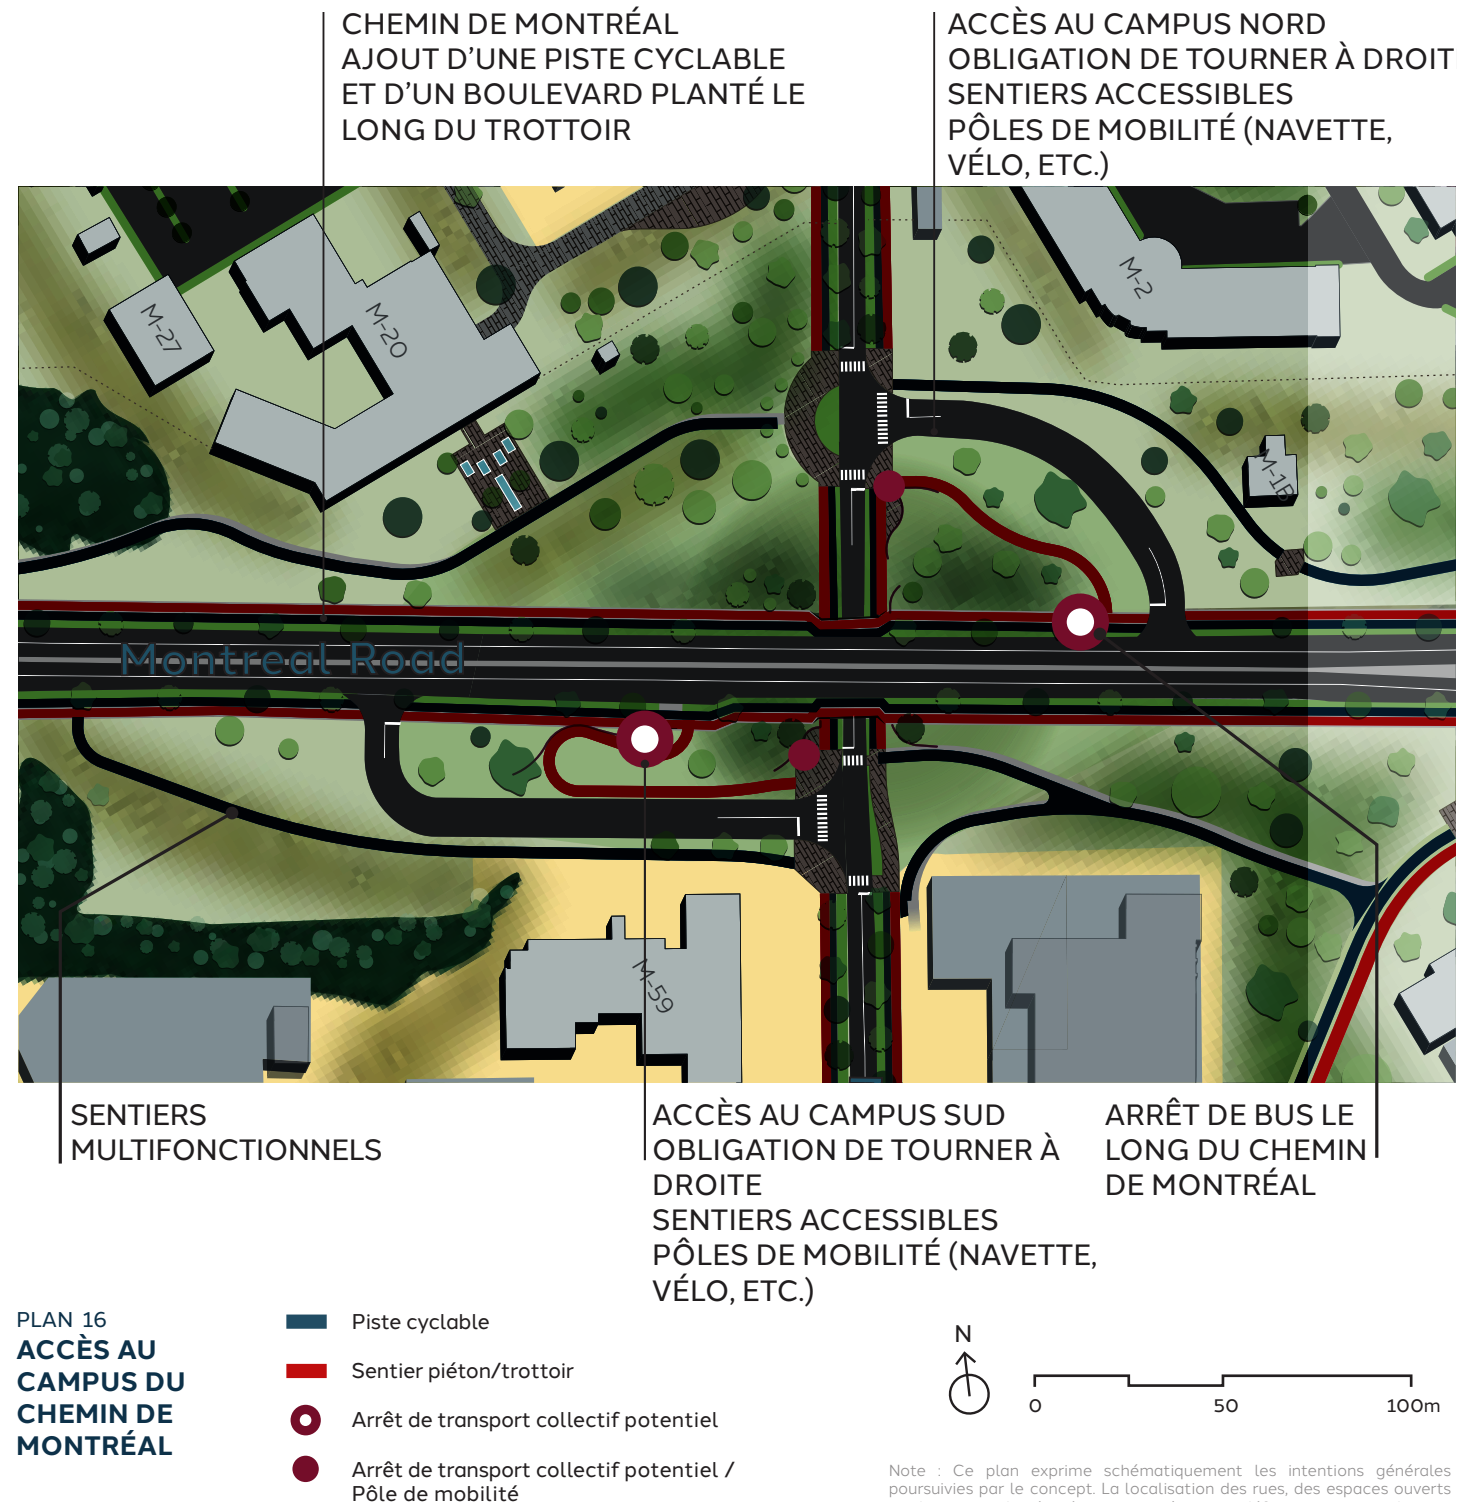 CHEMIN DE MONTRÉAL
AJOUT D'UNE PISTE CYCLABLE
ET D'UN BOULEVARD PLANTÉ LE
LONG DU TROTTOIR
ACCÈS AU CAMPUS NORD
OBLIGATION DE TOURNER À DROIT
SENTIERS ACCESSIBLES
PÔLES DE MOBILITÉ (NAVETTE,
VÉLO, ETC.)
M-27
M-20
M-2
M-1B
Montreal Road
M-59
SENTIERS
MULTIFONCTIONNELS
ACCÈS AU CAMPUS SUD
OBLIGATION DE TOURNER À
DROITE
SENTIERS ACCESSIBLES
PÔLES DE MOBILITÉ (NAVETTE,
VÉLO, ETC.)
ARRÊT DE BUS LE
LONG DU CHEMIN
DE MONTRÉAL
PLAN 16
ACCÈS AU
CAMPUS DU
CHEMIN DE
MONTRÉAL
Piste cyclable
Sentier piéton/trottoir
Arrêt de transport collectif potentiel
Arrêt de transport collectif potentiel /
Pôle de mobilité
N
0 50 100m
Note : Ce plan exprime schématiquement les intentions générales
poursuivies par le concept. La localisation des rues, des espaces ouverts